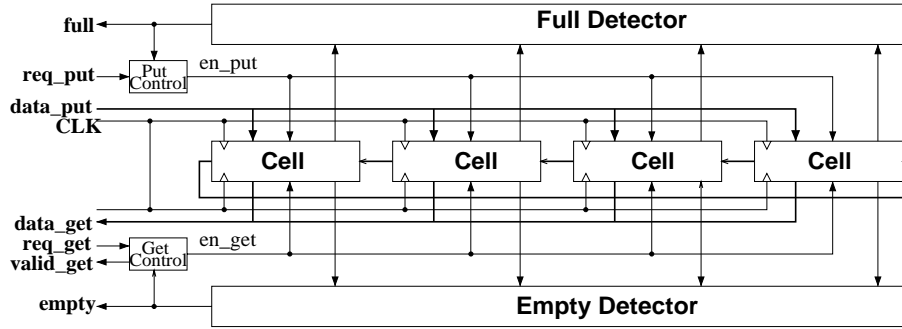 full
Full Detector
en_put
req_put
Put
Control
data_put
CLK
Cell
Cell
Cell
Cell
data_get
req_get
en_get
Get
Control
valid_get
empty
Empty Detector